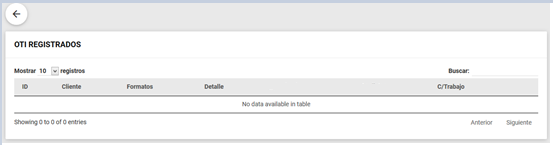 OTI REGISTRADOS
Mostrar 10 registros Buscar:
ID Cliente Formatos Detalle C/Trabajo
No data available in table
Showing 0 to 0 of 0 entries Anterior Siguiente